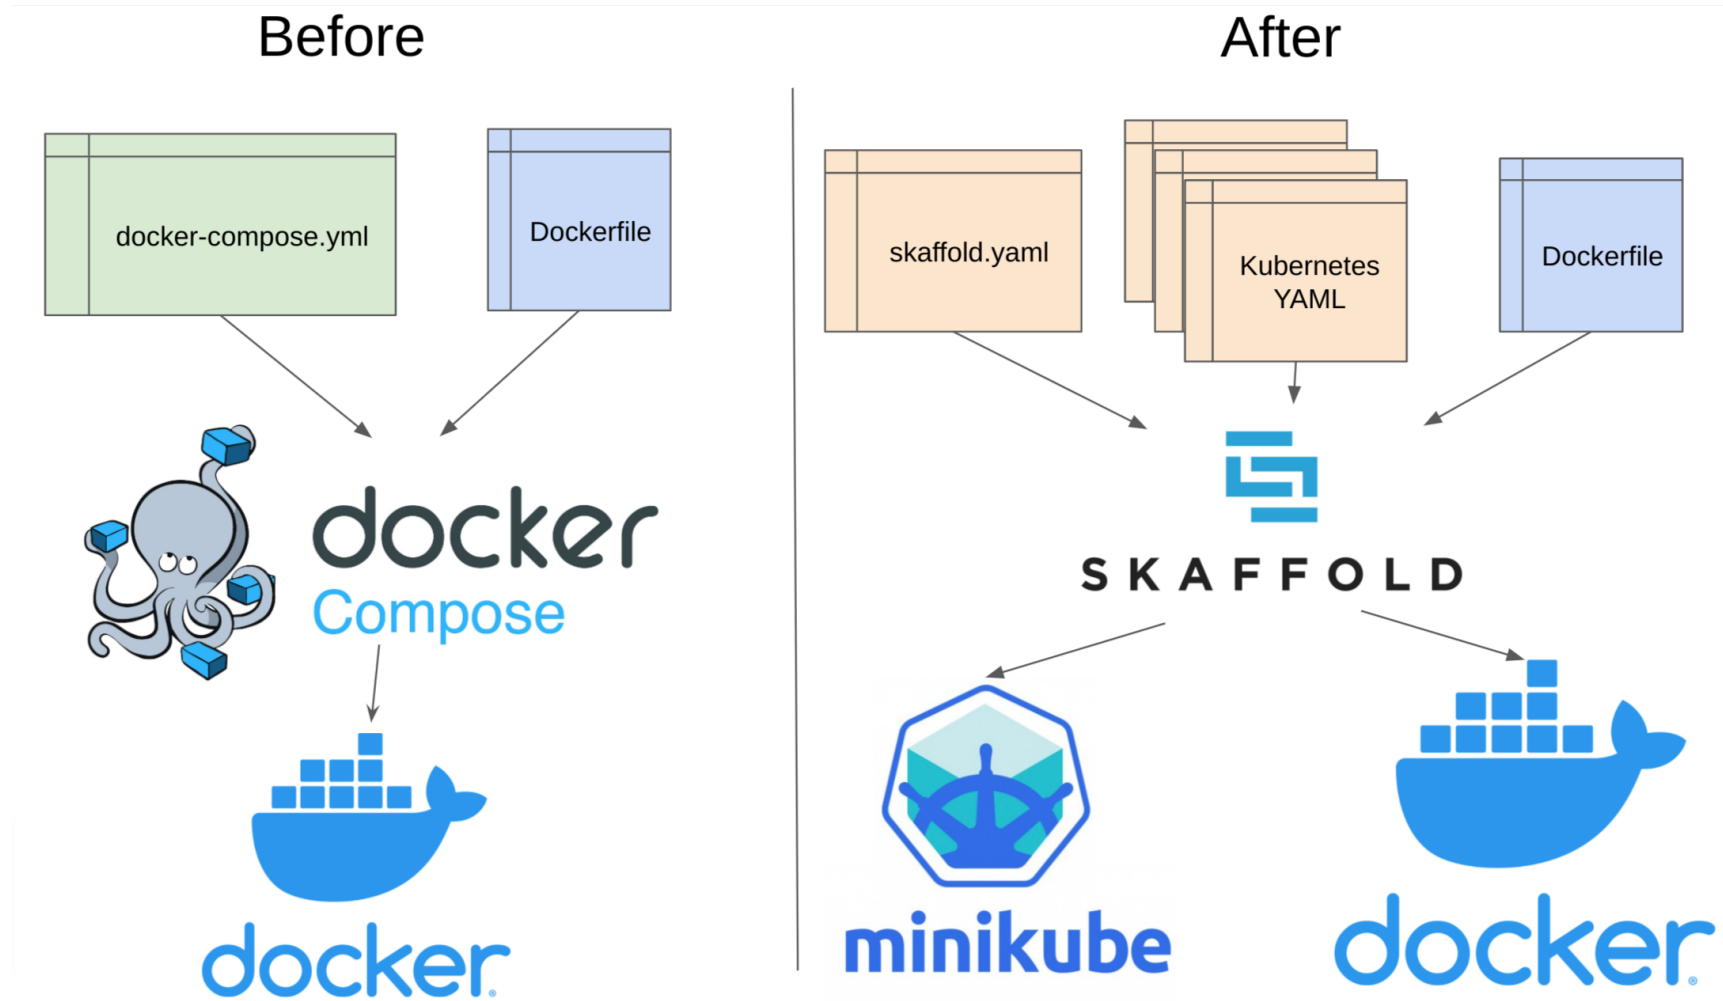 Before
docker-compose.yml
Dockerfile
docker
Compose
docker
After
skaffold.yaml
Kubernetes
YAML
Dockerfile
SKAFFOLD
minikube
docker